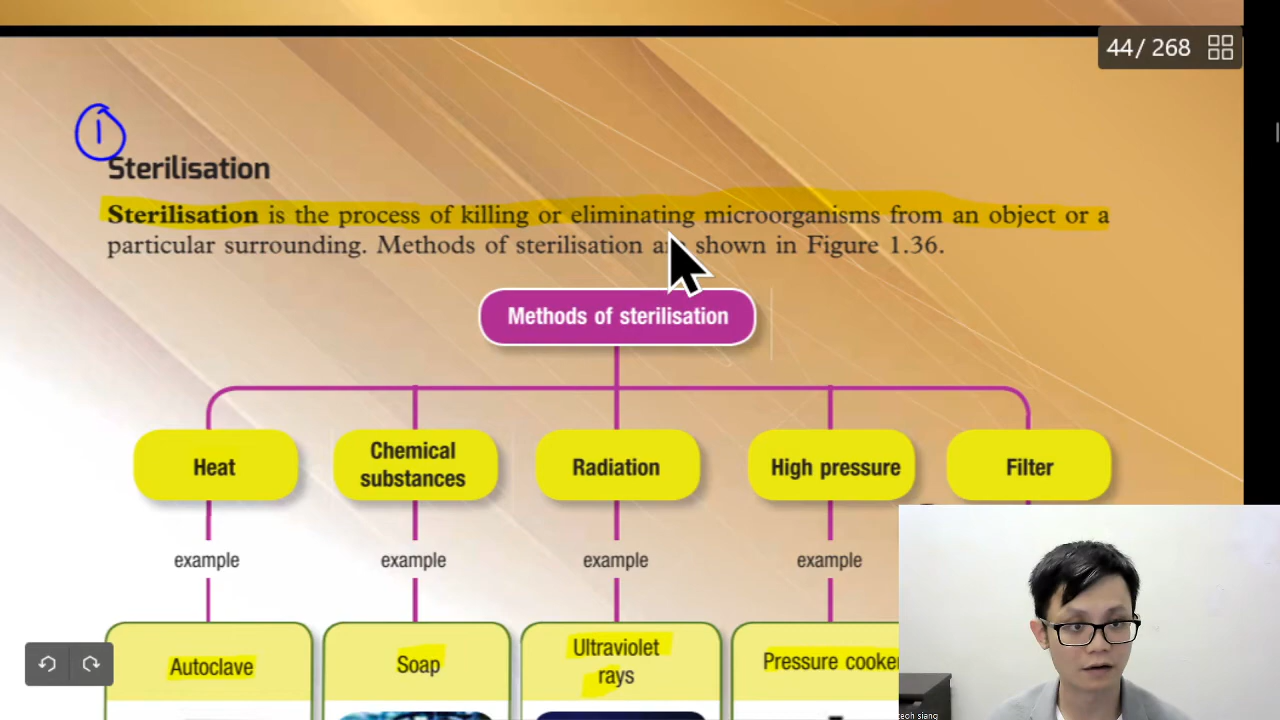 44/ 268
1
Sterilisation
Sterilisation is the process of killing or eliminating microorganisms from an object or a
particular surrounding. Methods of sterilisation are shown in Figure 1.36.
Methods of sterilisation
Heat
Chemical
substances
Radiation
High pressure
Filter
example
example
example
example
Autoclave
Soap
Ultraviolet
rays
Pressure cooker
teoh siang